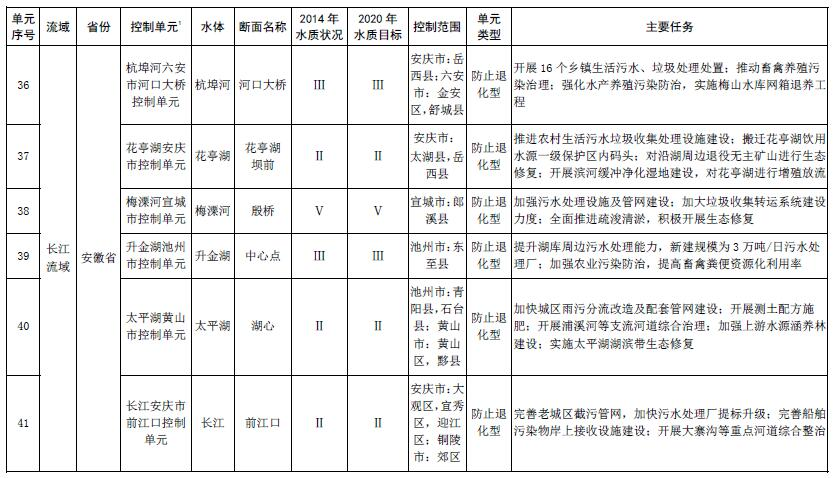 单元
序号
流域
省份
控制单元1
水体
断面名称
2014 年
水质状况
2020 年
水质目标
控制范围
单元
类型
主要任务
长江
流域
安徽省
36
杭埠河六安
市河口大桥
控制单元
杭埠河
河口大桥
III
III
安庆市:岳
西县;六安
市:金安
区,舒城县
防止退
化型
开展 16 个乡镇生活污水、垃圾处理处置;推动畜禽养殖污
染治理;强化水产养殖污染防治,实施梅山水库网箱退养工
程
37
花亭湖安庆
市控制单元
花亭湖
花亭湖
坝前
II
II
安庆市:
太湖县,岳
西县
防止退
化型
推进农村生活污水垃圾收集处理设施建设;搬迁花亭湖饮用
水源一级保护区内码头;对沿湖周边退役无主矿山进行生态
修复;开展滨河缓冲净化湿地建设,对花亭湖进行增殖放流
38
梅溧河宣城
市控制单元
梅溧河
殷桥
V
V
宣城市:郎
溪县
防止退
化型
加强污水处理设施及管网建设;加大垃圾收集转运系统建设
力度;全面推进疏浚清淤,积极开展生态修复
39
升金湖池州
市控制单元
升金湖
中心点
III
III
池州市:东
至县
防止退
化型
提升湖库周边污水处理能力,新建规模为 3 万吨/日污水处
理厂;加强农业污染防治,提高畜禽粪便资源化利用率
40
太平湖黄山
市控制单元
太平湖
湖心
II
II
池州市:青
阳县,石台
县;黄山
市:黄山
区,黟县
防止退
化型
加快城区雨污分流改造及配套管网建设;开展测土配方施
肥;开展浦溪河等支流河道综合治理;加强上游水源涵养林
建设;实施太平湖湖滨带生态修复
41
长江安庆市
前江口控制
单元
长江
前江口
II
II
安庆市:大
观区,宜秀
区,迎江
区;铜陵
市:郊区
防止退
化型
完善老城区截污管网,加快污水处理厂提标升级;完善船舶
污染物岸上接收设施建设;开展大寨沟等重点河道综合整治